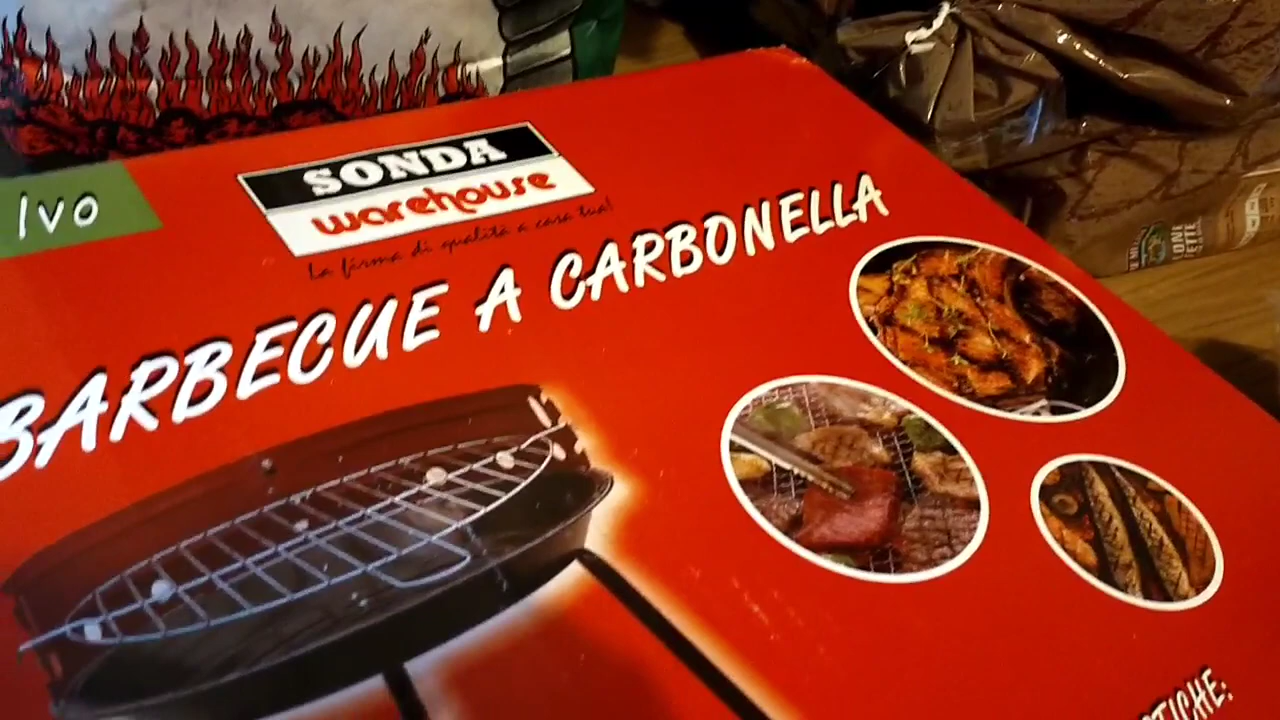 Ivo
SONDA
warehouse
La firma di qualità a casa tua!
BARBECUE A CARBONELLA